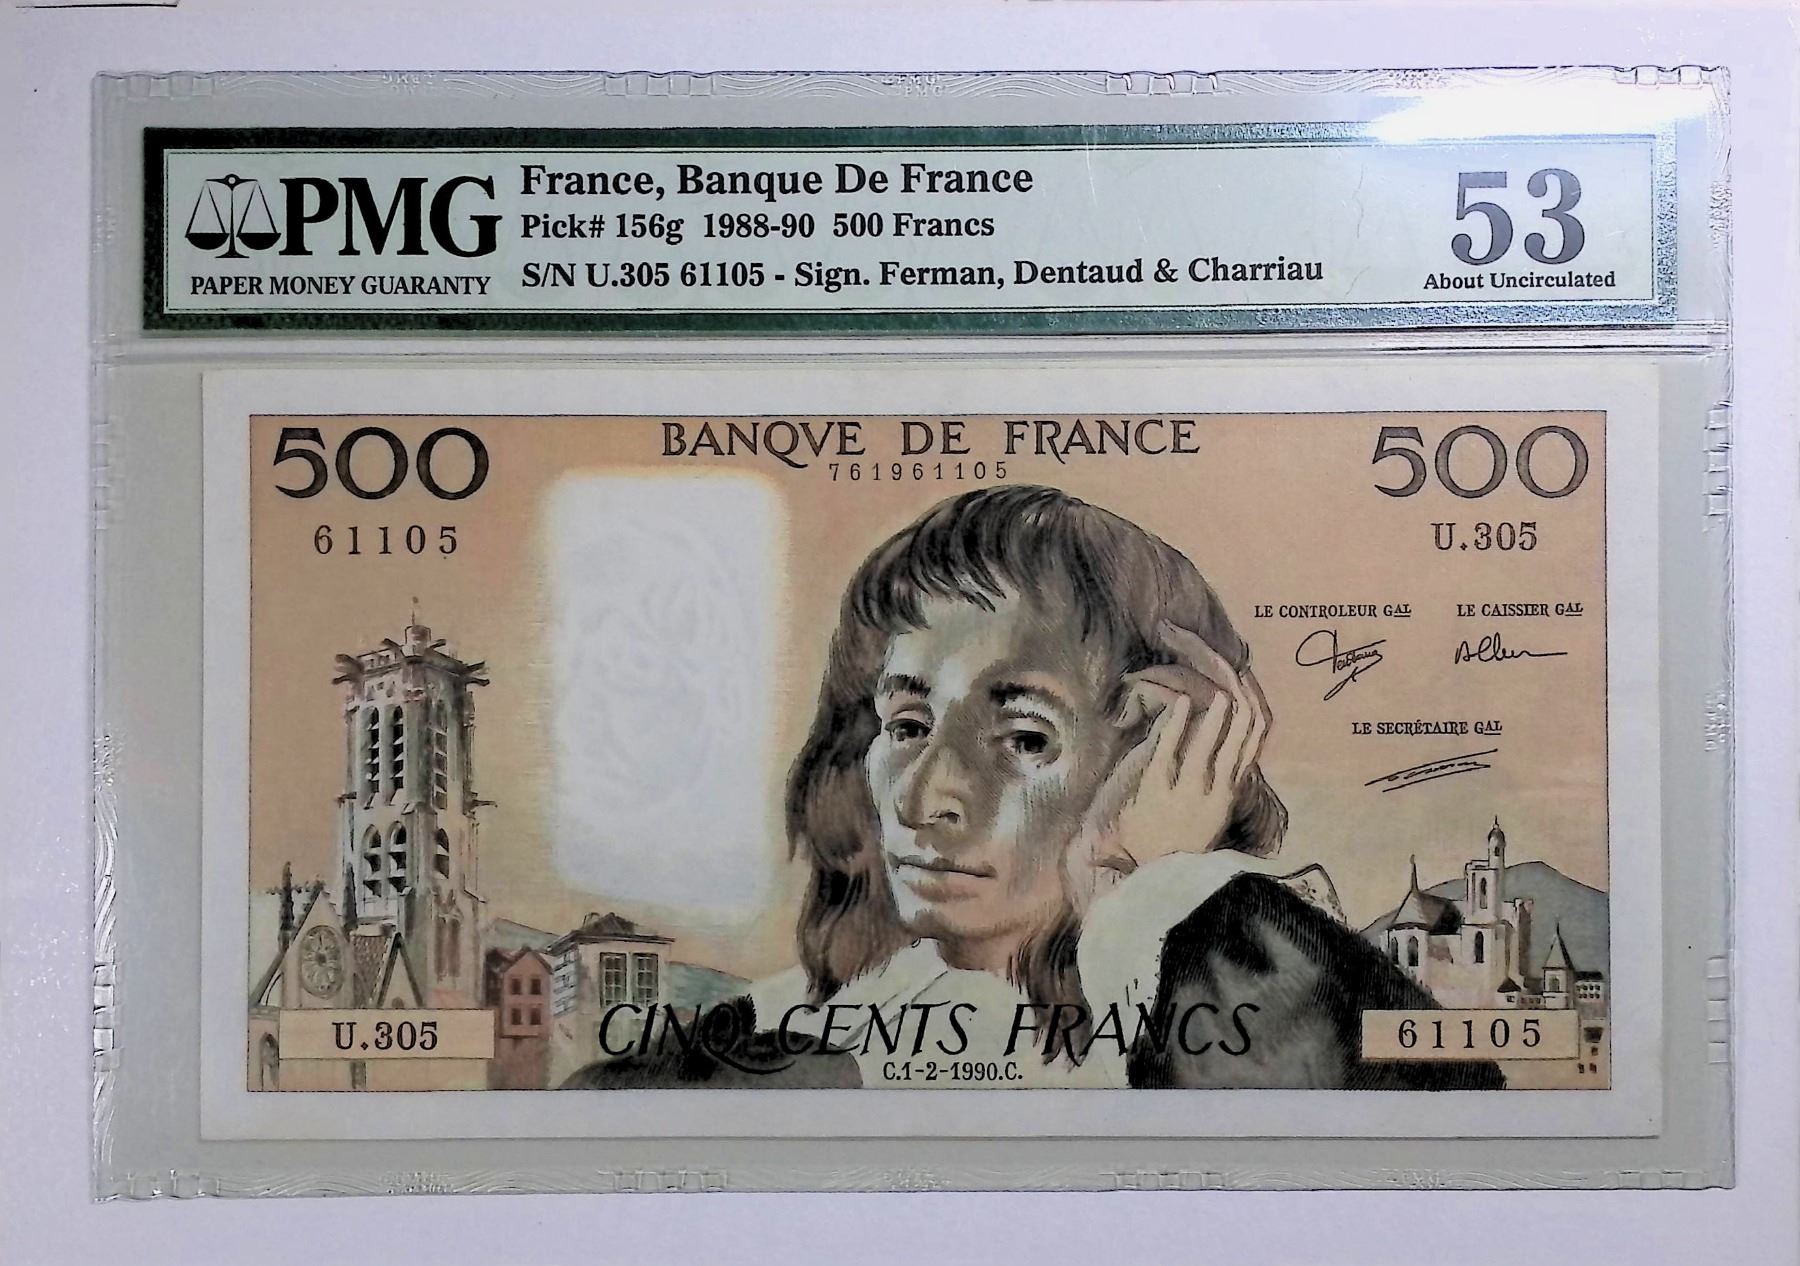 PMG
PAPER MONEY GUARANTY
France, Banque De France
Pick# 156g 1988-90 500 Francs
S/N U.305 61105 - Sign. Ferman, Dentaud & Charriau
53
About Uncirculated
500
BANQVE DE FRANCE
500
761961105
61105
U.305
LE CONTROLEUR GAL
LE CAISSIER GAL
LE SECRÉTAIRE GAL
U.305
CINQ CENTS FRANCS
61105
C.1-2-1990.C.